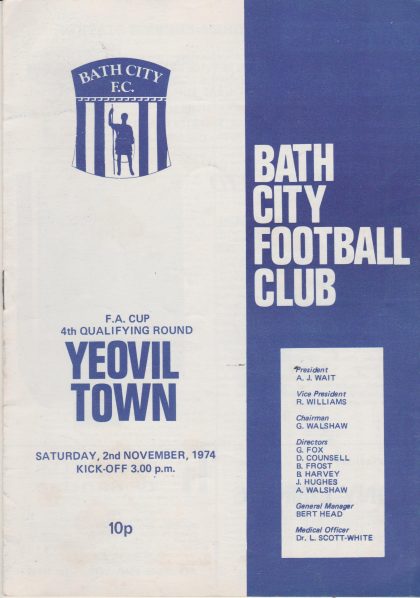 BATH CITY
F.C.
BATH
CITY
FOOTBALL
CLUB
F.A. CUP
4th QUALIFYING ROUND
YEOVIL
TOWN
SATURDAY, 2nd NOVEMBER, 1974
KICK-OFF 3.00 p.m.
10p
President
A. J. WAIT
Vice President
R. WILLIAMS
Chairman
G. WALSHAW
Directors
G. FOX
D. COUNSELL
B. FROST
B. HARVEY
J. HUGHES
A. WALSHAW
General Manager
BERT HEAD
Medical Officer
Dr. L. SCOTT-WHITE